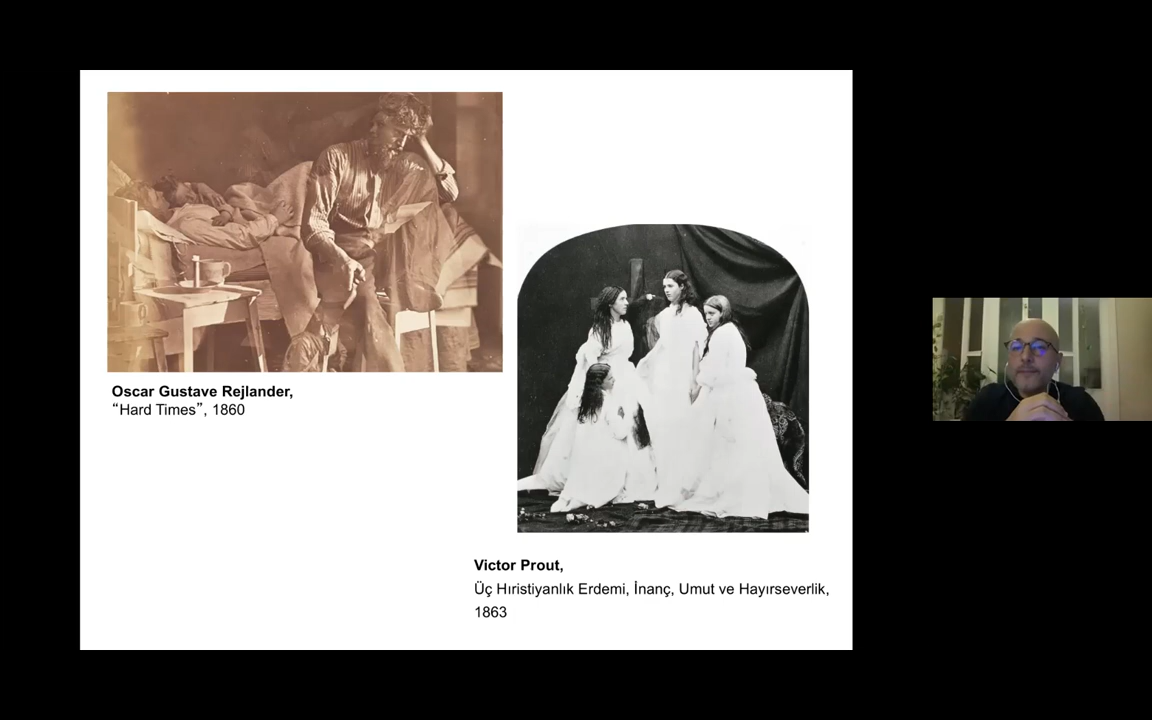 Oscar Gustave Rejlander,
“Hard Times”, 1860
Victor Prout,
Üç Hıristiyanlık Erdemi, İnanç, Umut ve Hayırseverlik,
1863